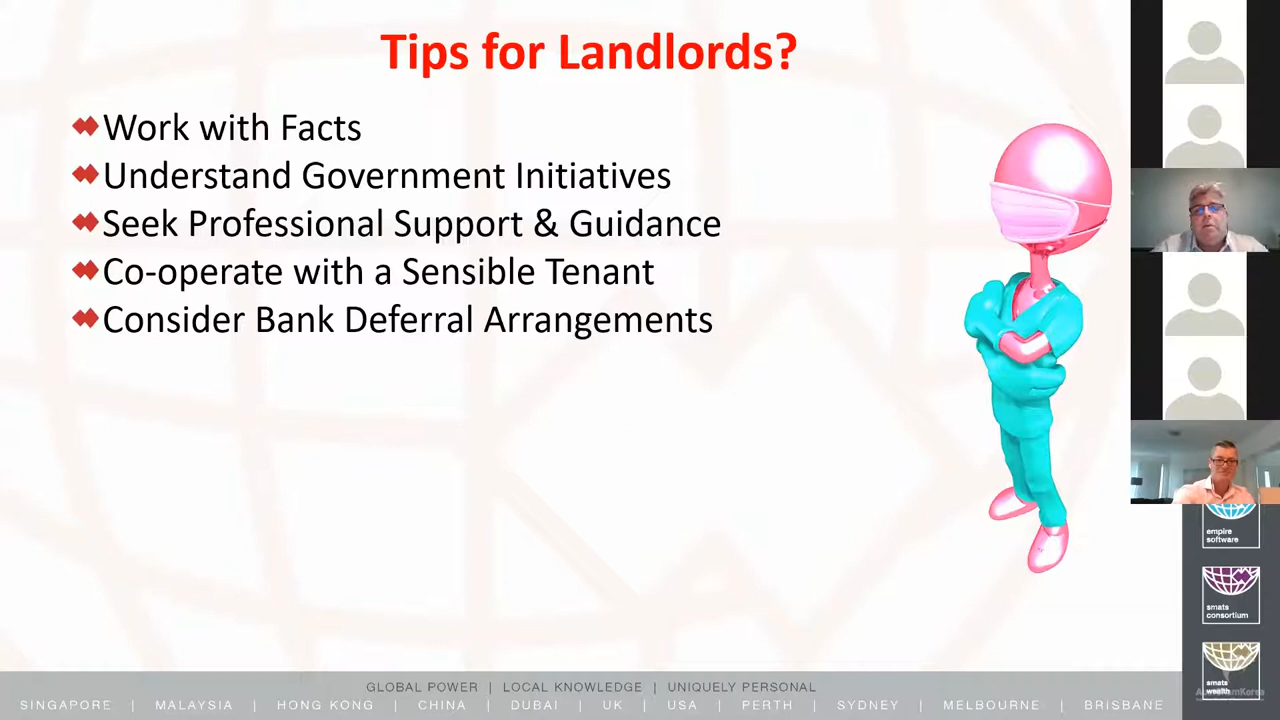 Tips for Landlords?
Work with Facts
Understand Government Initiatives
Seek Professional Support & Guidance
Co-operate with a Sensible Tenant
Consider Bank Deferral Arrangements
empire
software
smats
consortium
smats
wealth
GLOBAL POWER | LOCAL KNOWLEDGE | UNIQUELY PERSONAL
SINGAPORE | MALAYSIA | HONG KONG | CHINA | DUBAI | UK | USA | PERTH | SYDNEY | MELBOURNE | BRISBANE